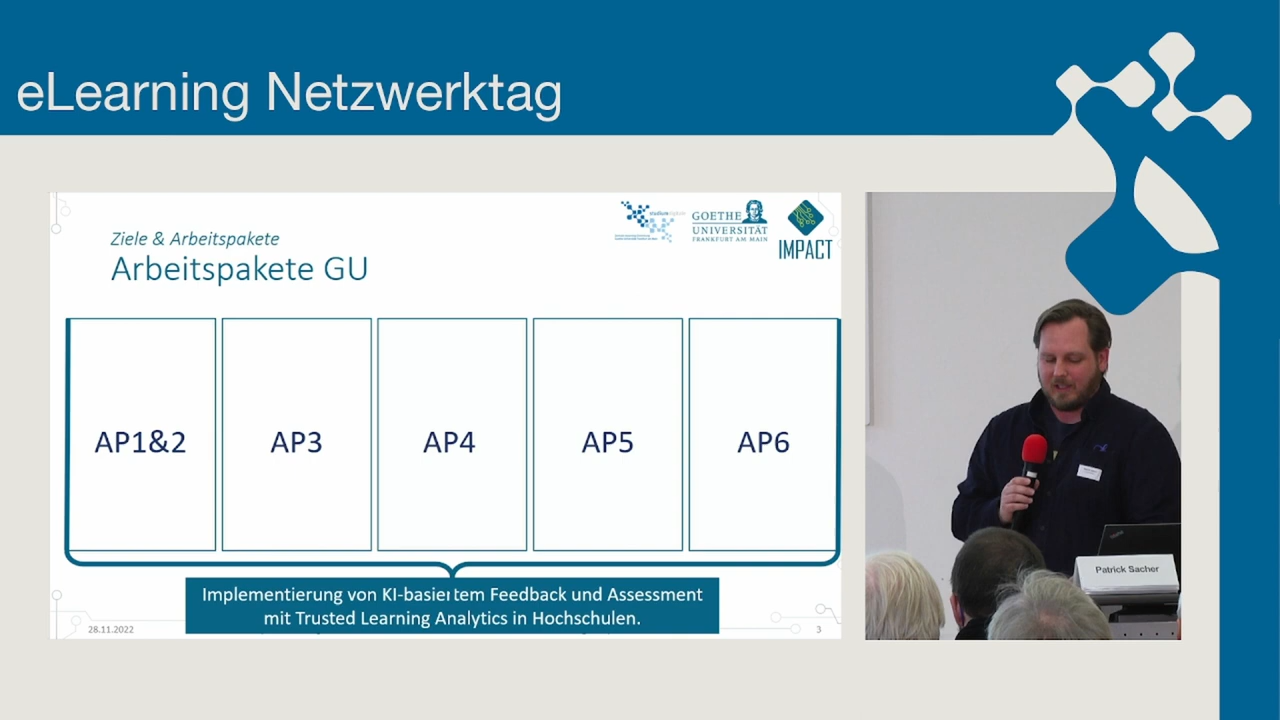 eLearning Netzwerktag
Ziele & Arbeitspakete
Arbeitspakete GU
GOETHE
UNIVERSITÄT
FRANKFURT AM MAIN
IMPACT
AP1&2
AP3
AP4
AP5
AP6
Implementierung von KI-basiertem Feedback und Assessment
mit Trusted Learning Analytics in Hochschulen.
28.11.2022
3
Patrick Sacher